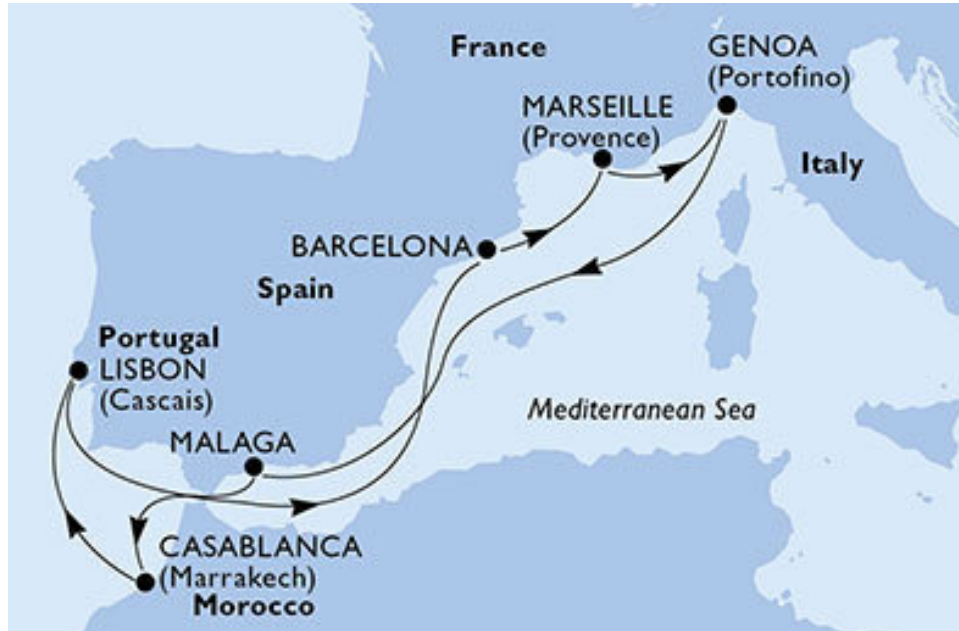 France
GENOA
(Portofino)
MARSEILLE
(Provence)
Italy
BARCELONA
Spain
Portugal
LISBON
(Cascais)
Mediterranean Sea
MALAGA
CASABLANCA
(Marrakech)
Morocco